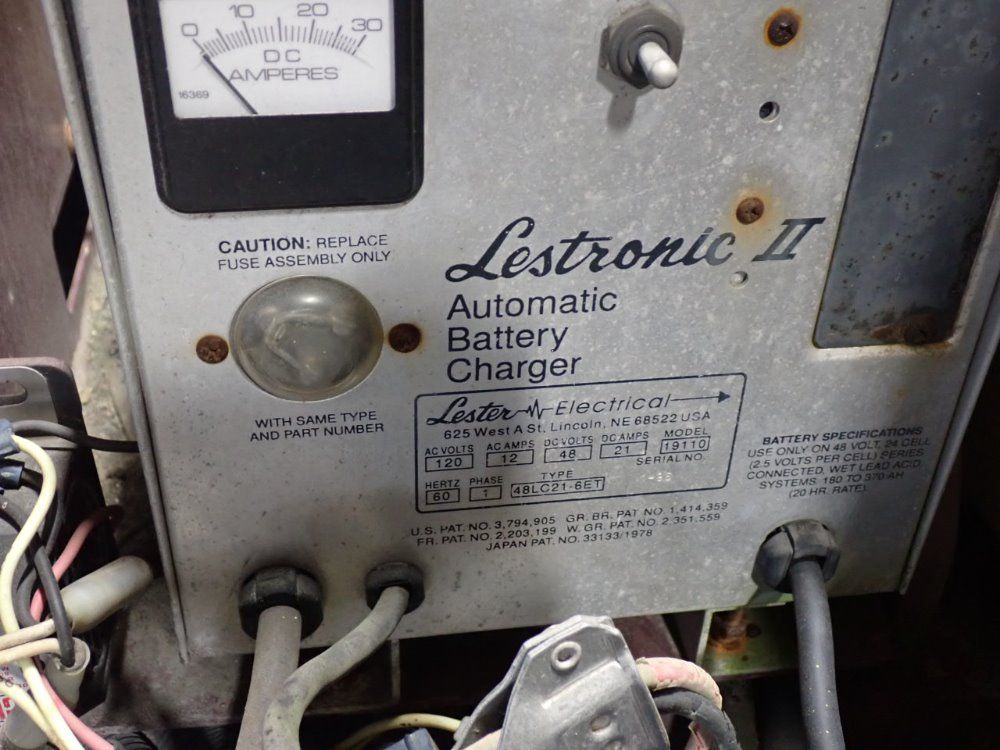 0 10 20 30
DC
AMPERES
16369
CAUTION: REPLACE
FUSE ASSEMBLY ONLY
WITH SAME TYPE
AND PART NUMBER
Lestronic II
Automatic
Battery
Charger
Lester Electrical
625 West A St. Lincoln, NE 68522 USA
AC VOLTS AC AMPS DC VOLTS DC AMPS MODEL
120 12 48 21 19110
HERTZ PHASE TYPE SERIAL NO.
60 1 48LC21-6ET
U.S. PAT. NO. 3,794,905 GR. BR. PAT NO. 1,414,359
FR. PAT. NO. 2,203,199 W. GR. PAT NO. 2,351,559
JAPAN PAT. NO. 33133/1978
BATTERY SPECIFICATIONS
USE ONLY ON 48 VOLT, 24 CELL
(2.5 VOLTS PER CELL) SERIES
CONNECTED, WET LEAD ACID,
SYSTEMS: 180 TO 370 AH
(20 HR. RATE).